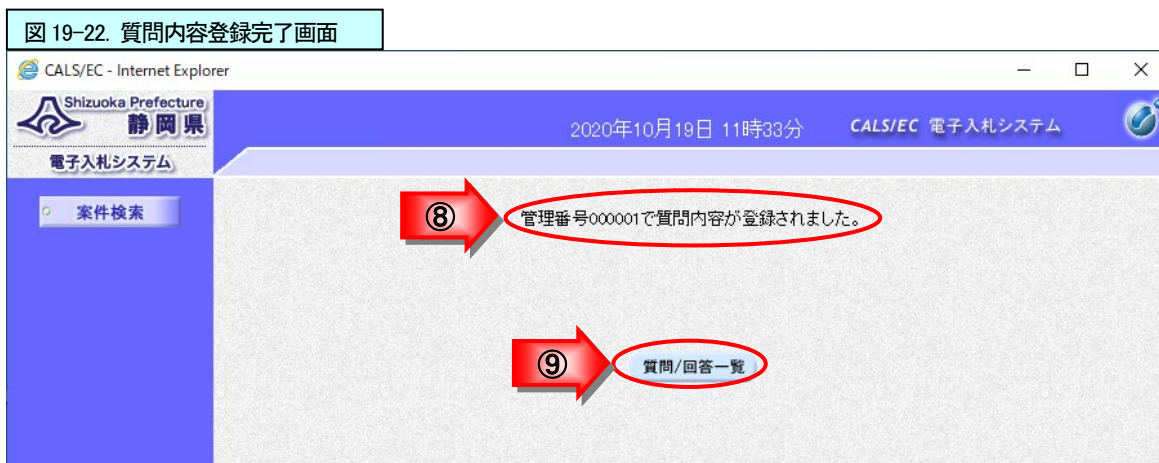 図 19-22. 質問内容登録完了画面
CALS/EC - Internet Explorer
Shizuoka Prefecture
静岡県
2020年10月19日 11時33分 CALS/EC 電子入札システム
電子入札システム
案件検索
⑧ 管理番号000001で質問内容が登録されました。
⑨ 質問/回答一覧